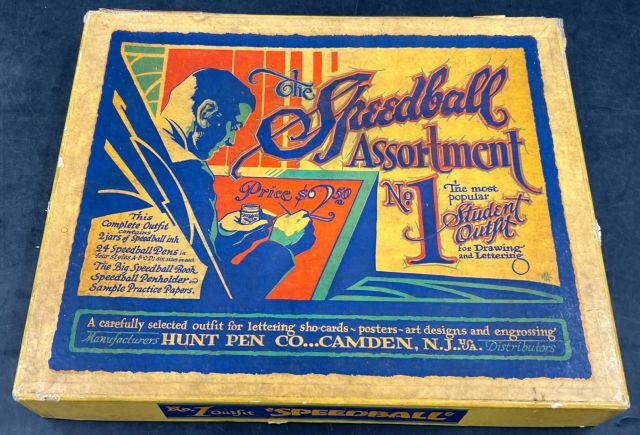 The Speedball
Assortment
No. 1
The most
popular
Student
Outfit
for Drawing
and Lettering
Price $2.50
This
Complete Outfit
contains
2 jars of Speedball ink
24 Speedball Pens in
four Styles A-B-C-D; six sizes in each
The Big Speedball Book
Speedball Penholder and
Sample Practice Papers.
A carefully selected outfit for lettering sho-cards ~ posters ~ art designs and engrossing
Manufacturers HUNT PEN CO... CAMDEN, N.J.. U.S.A. Distributors
No. 1 Outfit "SPEEDBALL"